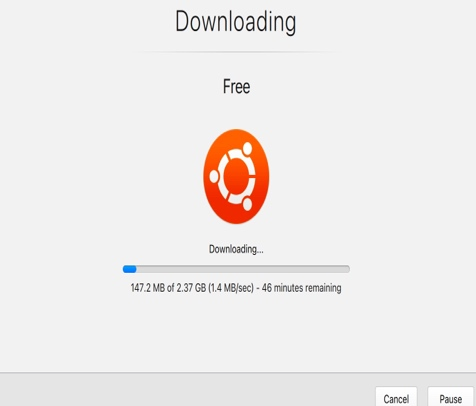 Downloading
Free
Downloading...
147.2 MB of 2.37 GB (1.4 MB/sec) - 46 minutes remaining
Cancel
Pause